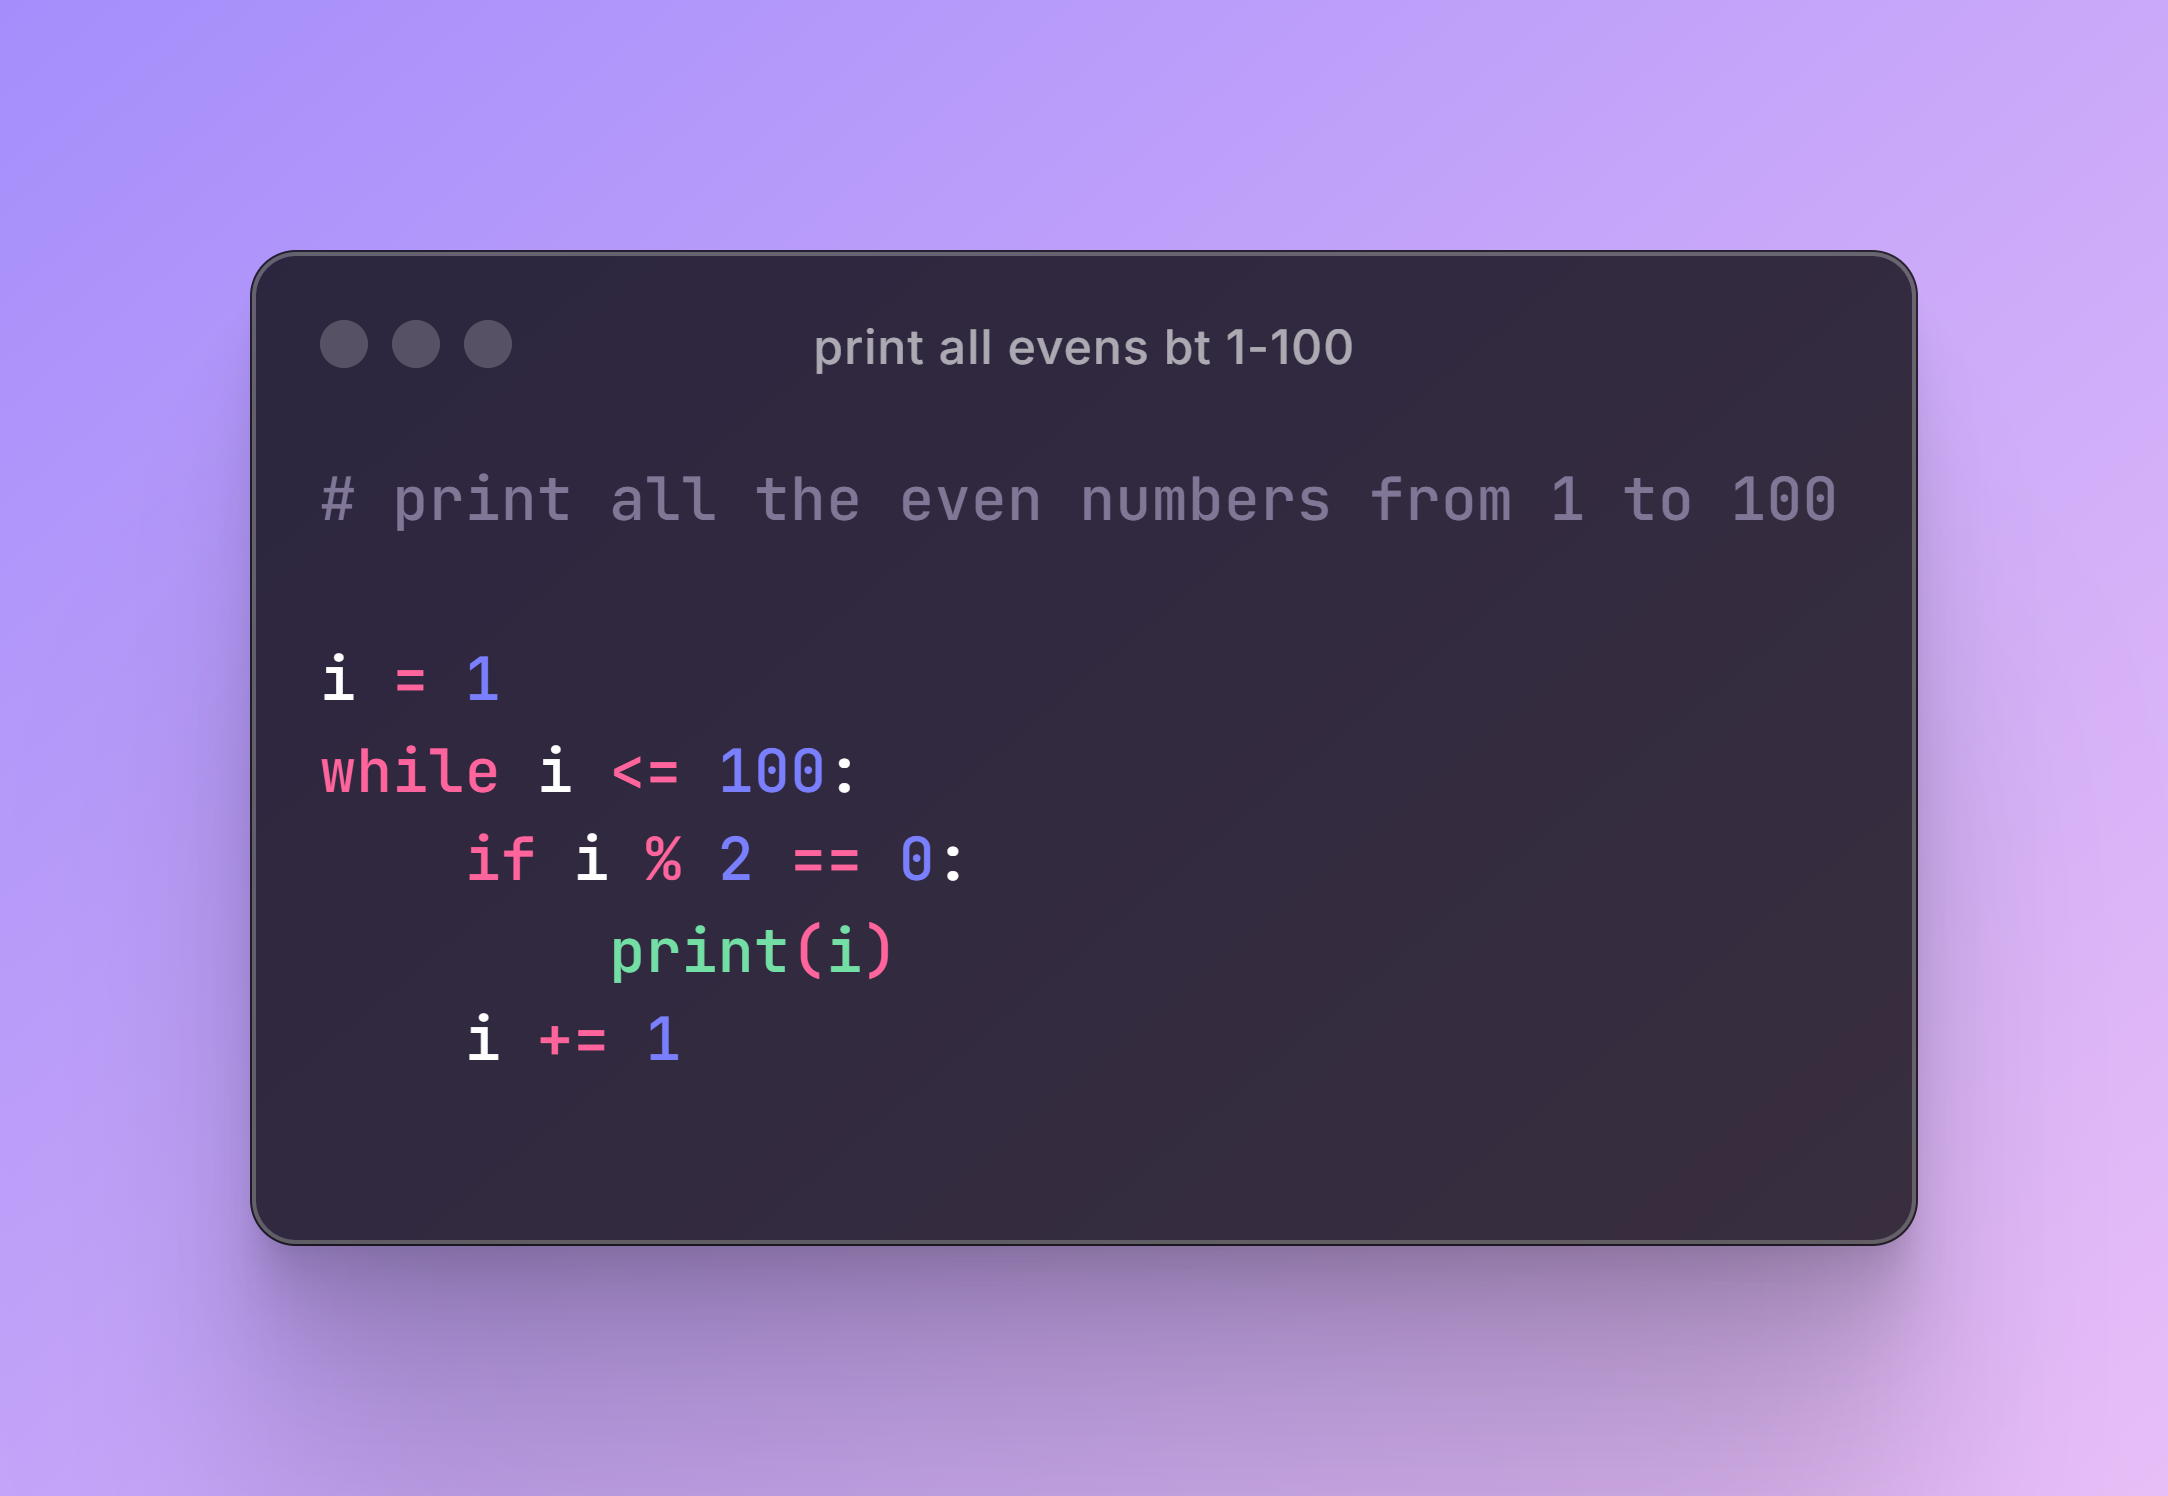 print all evens bt 1-100
# print all the even numbers from 1 to 100
i = 1
while i <= 100:
    if i % 2 == 0:
        print(i)
    i += 1